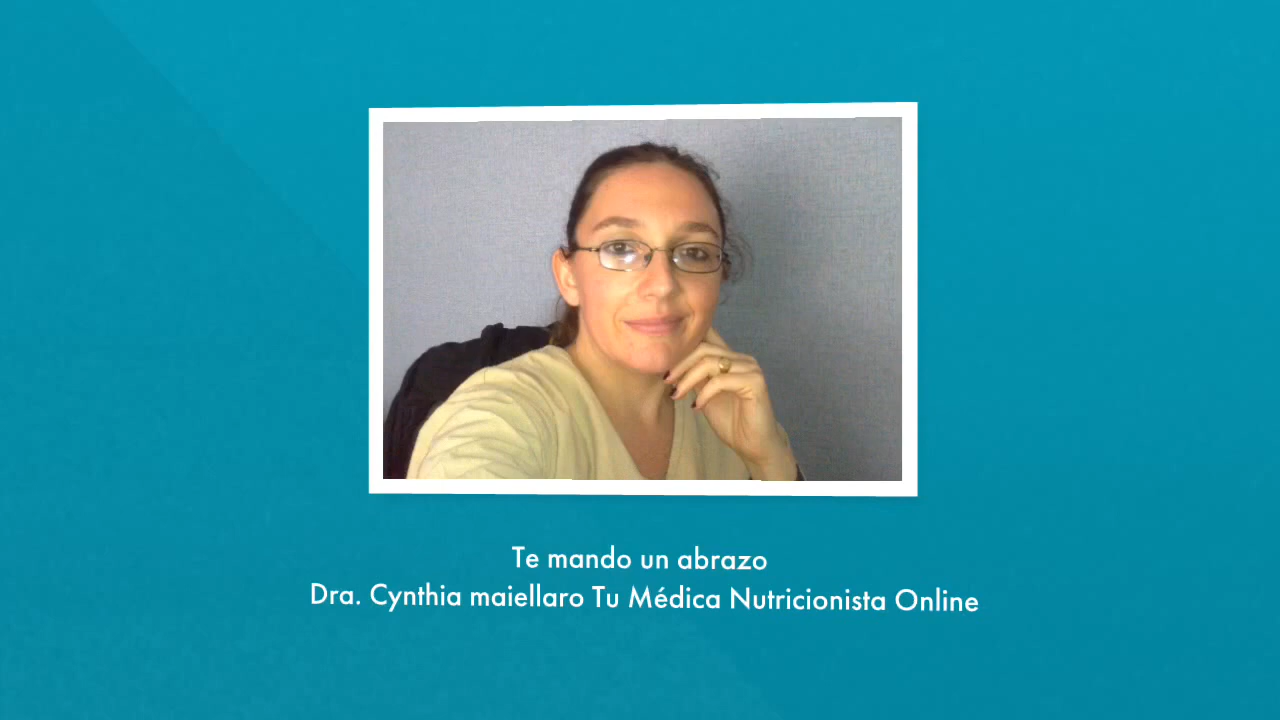 Te mando un abrazo
Dra. Cynthia maiellaro Tu Médica Nutricionista Online